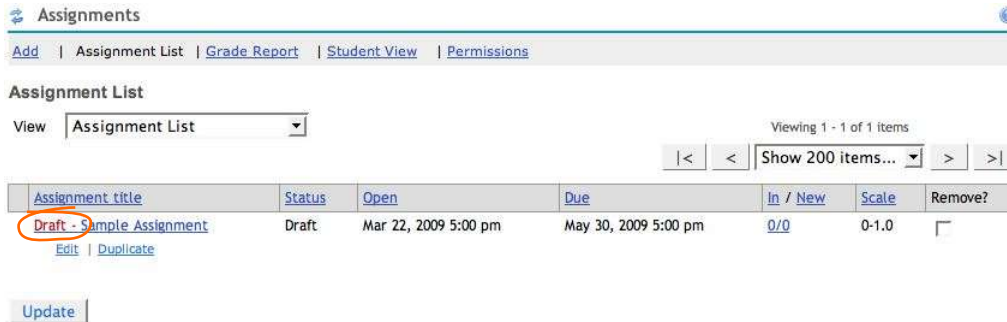 Assignments
Add | Assignment List | Grade Report | Student View | Permissions
Assignment List
View Assignment List
Viewing 1 - 1 of 1 items
|< < Show 200 items... > >|
Assignment title Status Open Due In / New Scale Remove?
Draft - Sample Assignment Draft Mar 22, 2009 5:00 pm May 30, 2009 5:00 pm 0/0 0-1.0
Edit | Duplicate
Update